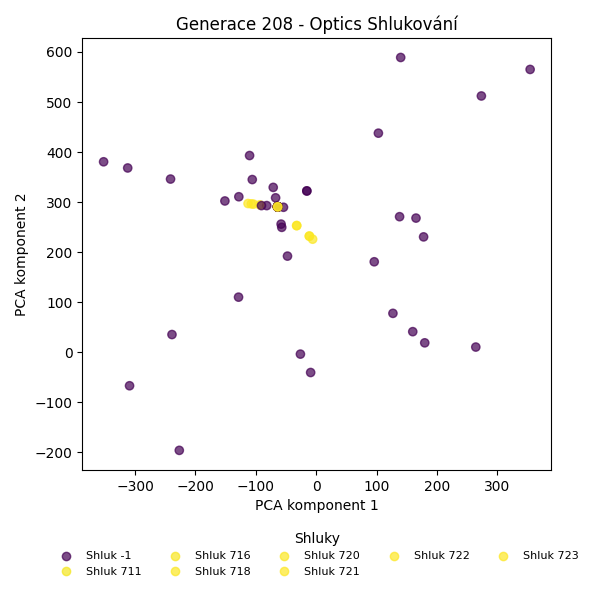 Generace 208 - Optics Shlukování
600
500
400
300
200
100
0
−100
−200
PCA komponent 2
−300 −200 −100 0 100 200 300
PCA komponent 1
Shluky
Shluk -1 Shluk 716 Shluk 720 Shluk 722 Shluk 723
Shluk 711 Shluk 718 Shluk 721